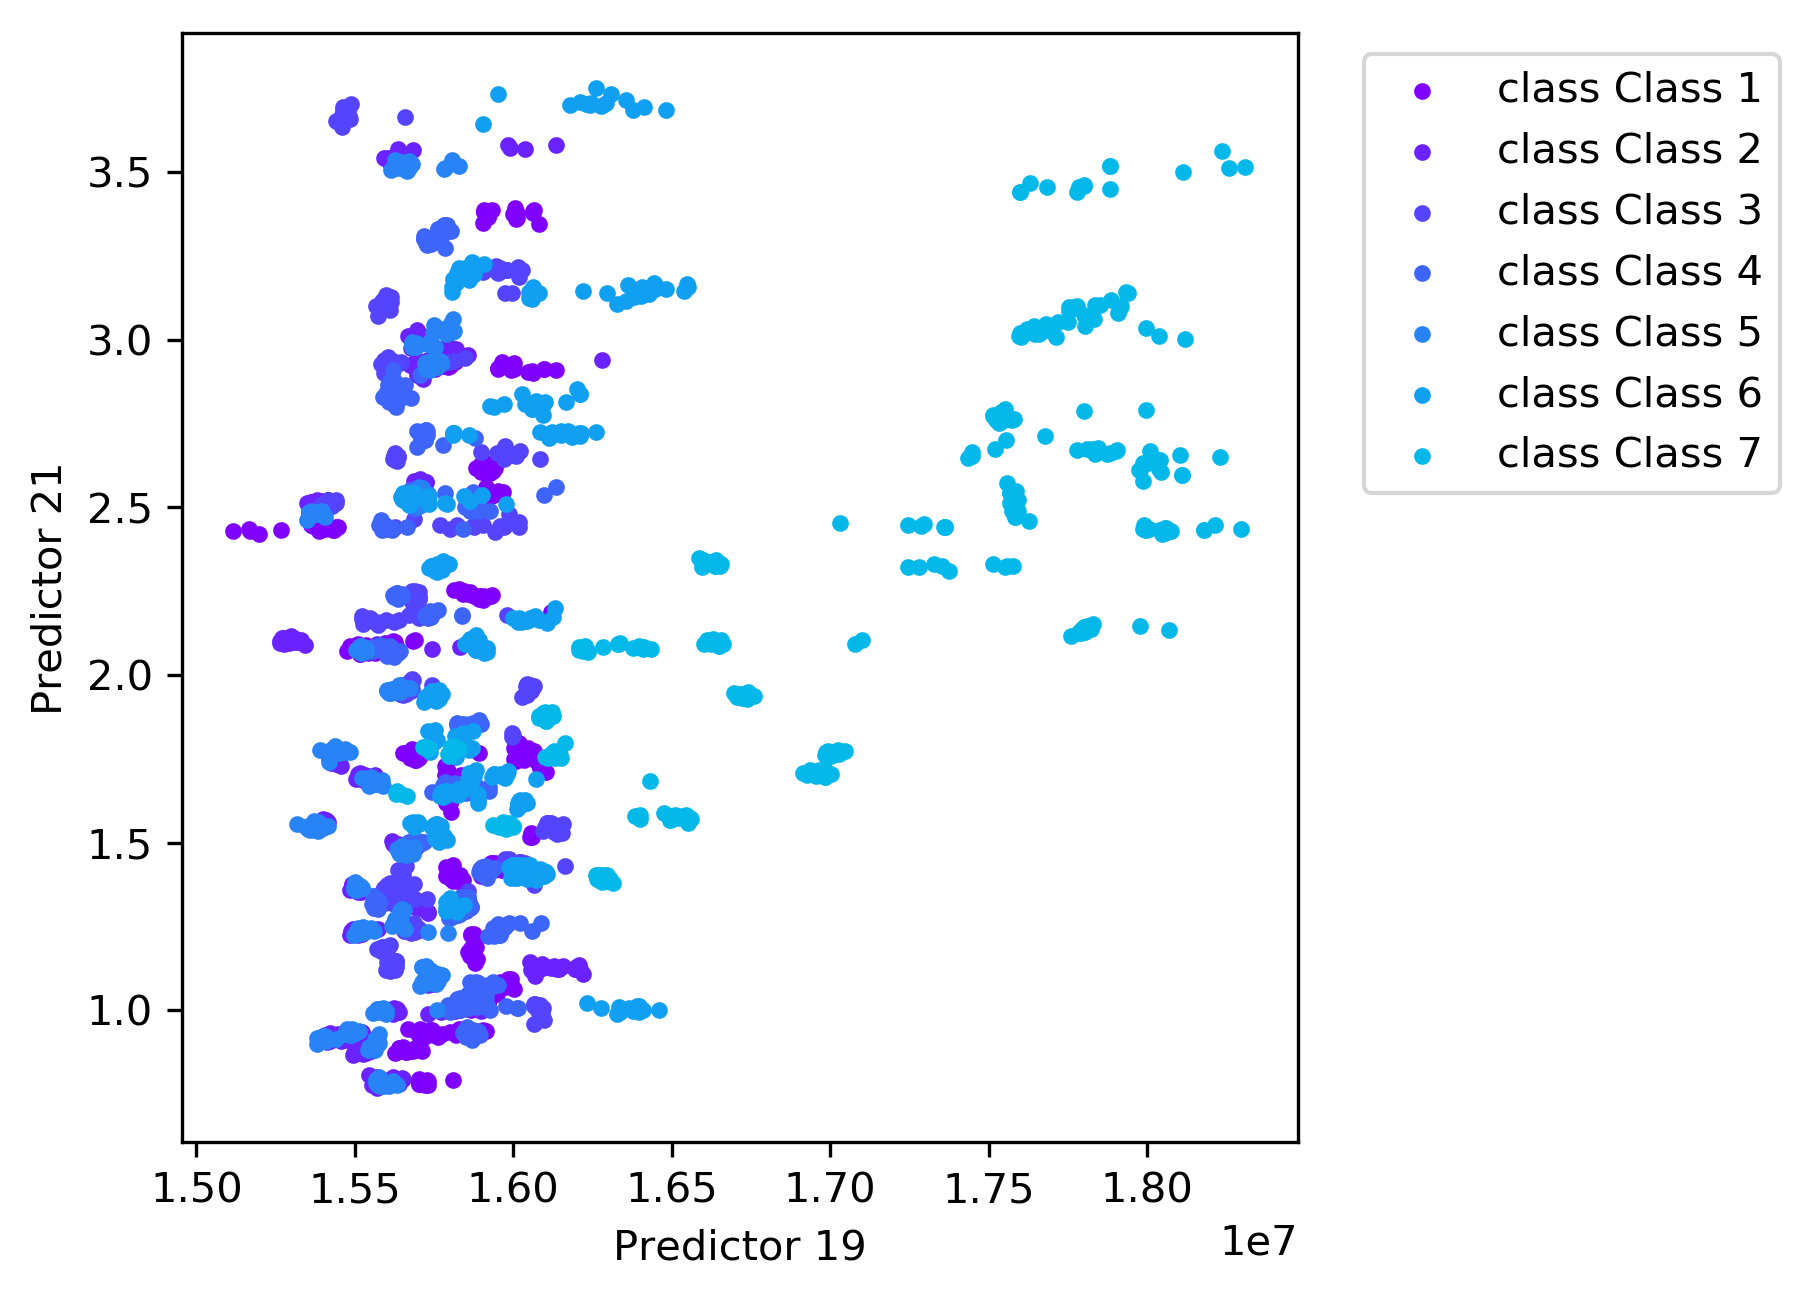 class Class 1
class Class 2
class Class 3
class Class 4
class Class 5
class Class 6
class Class 7
3.5
3.0
2.5
2.0
1.5
1.0
Predictor 21
1.50 1.55 1.60 1.65 1.70 1.75 1.80
1e7
Predictor 19